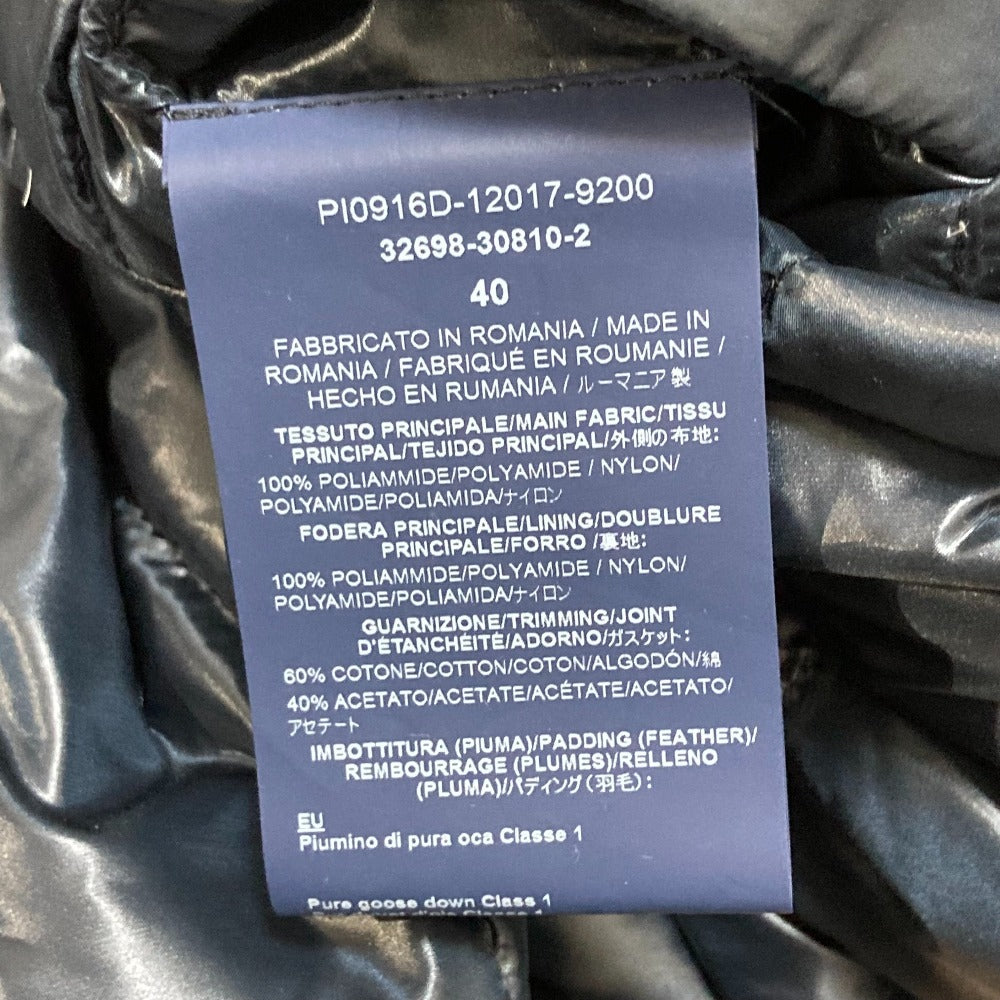 PI0916D-12017-9200
32698-30810-2
40
FABBRICATO IN ROMANIA / MADE IN
ROMANIA / FABRIQUÉ EN ROUMANIE /
HECHO EN RUMANIA / ルーマニア製
TESSUTO PRINCIPALE/MAIN FABRIC/TISSU
PRINCIPAL/TEJIDO PRINCIPAL/外側の布地:
100% POLIAMMIDE/POLYAMIDE / NYLON/
POLYAMIDE/POLIAMIDA/ナイロン
FODERA PRINCIPALE/LINING/DOUBLURE
PRINCIPALE/FORRO /裏地:
100% POLIAMMIDE/POLYAMIDE / NYLON/
POLYAMIDE/POLIAMIDA/ナイロン
GUARNIZIONE/TRIMMING/JOINT
D'ÉTANCHÉITÉ/ADORNO/ガスケット:
60% COTONE/COTTON/COTON/ALGODÓN/綿
40% ACETATO/ACETATE/ACÉTATE/ACETATO/
アセテート
IMBOTTITURA (PIUMA)/PADDING (FEATHER)/
REMBOURRAGE (PLUMES)/RELLENO
(PLUMA)/パディング(羽毛):
EU
Piumino di pura oca Classe 1
Pure goose down Class 1